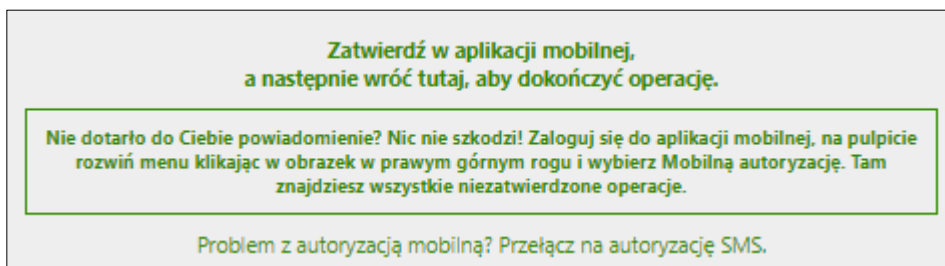 Zatwierdź w aplikacji mobilnej,
a następnie wróć tutaj, aby dokończyć operację.
Nie dotarło do Ciebie powiadomienie? Nic nie szkodzi! Zaloguj się do aplikacji mobilnej, na pulpicie
rozwiń menu klikając w obrazek w prawym górnym rogu i wybierz Mobilną autoryzację. Tam
znajdziesz wszystkie niezatwierdzone operacje.
Problem z autoryzacją mobilną? Przełącz na autoryzację SMS.